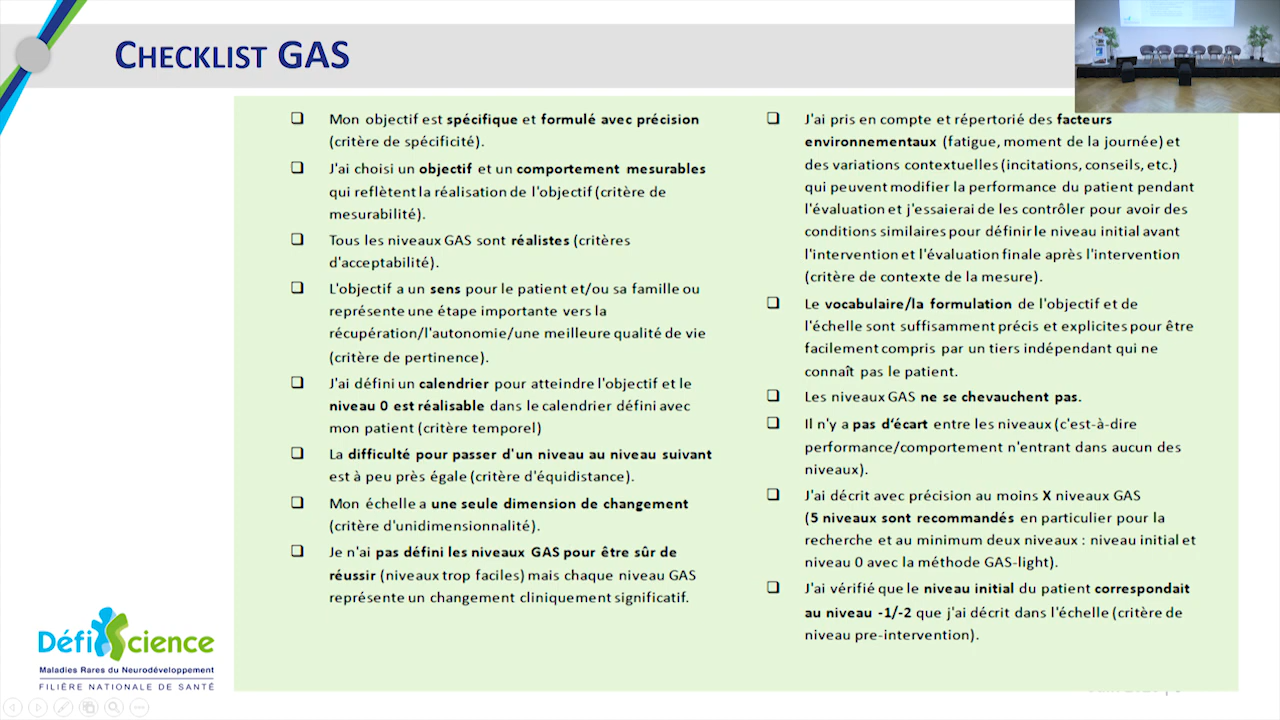 CHECKLIST GAS
❑ Mon objectif est spécifique et formulé avec précision
(critère de spécificité).
❑ J'ai choisi un objectif et un comportement mesurables
qui reflètent la réalisation de l'objectif (critère de
mesurabilité).
❑ Tous les niveaux GAS sont réalistes (critères
d'acceptabilité).
❑ L'objectif a un sens pour le patient et/ou sa famille ou
représente une étape importante vers la
récupération/l'autonomie/une meilleure qualité de vie
(critère de pertinence).
❑ J'ai défini un calendrier pour atteindre l'objectif et le
niveau 0 est réalisable dans le calendrier défini avec
mon patient (critère temporel)
❑ La difficulté pour passer d'un niveau au niveau suivant
est à peu près égale (critère d'équidistance).
❑ Mon échelle a une seule dimension de changement
(critère d'unidimensionnalité).
❑ Je n'ai pas défini les niveaux GAS pour être sûr de
réussir (niveaux trop faciles) mais chaque niveau GAS
représente un changement cliniquement significatif.
❑ J'ai pris en compte et répertorié des facteurs
environnementaux (fatigue, moment de la journée) et
des variations contextuelles (incitations, conseils, etc.)
qui peuvent modifier la performance du patient pendant
l'évaluation et j'essaierai de les contrôler pour avoir des
conditions similaires pour définir le niveau initial avant
l'intervention et l'évaluation finale après l'intervention
(critère de contexte de la mesure).
❑ Le vocabulaire/la formulation de l'objectif et de
l'échelle sont suffisamment précis et explicites pour être
facilement compris par un tiers indépendant qui ne
connaît pas le patient.
❑ Les niveaux GAS ne se chevauchent pas.
❑ Il n'y a pas d'écart entre les niveaux (c'est-à-dire
performance/comportement n'entrant dans aucun des
niveaux).
❑ J'ai décrit avec précision au moins X niveaux GAS
(5 niveaux sont recommandés en particulier pour la
recherche et au minimum deux niveaux : niveau initial et
niveau 0 avec la méthode GAS-light).
❑ J'ai vérifié que le niveau initial du patient correspondait
au niveau -1/-2 que j'ai décrit dans l'échelle (critère de
niveau pre-intervention).
DéfiScience
Maladies Rares du Neurodéveloppement
FILIÈRE NATIONALE DE SANTÉ